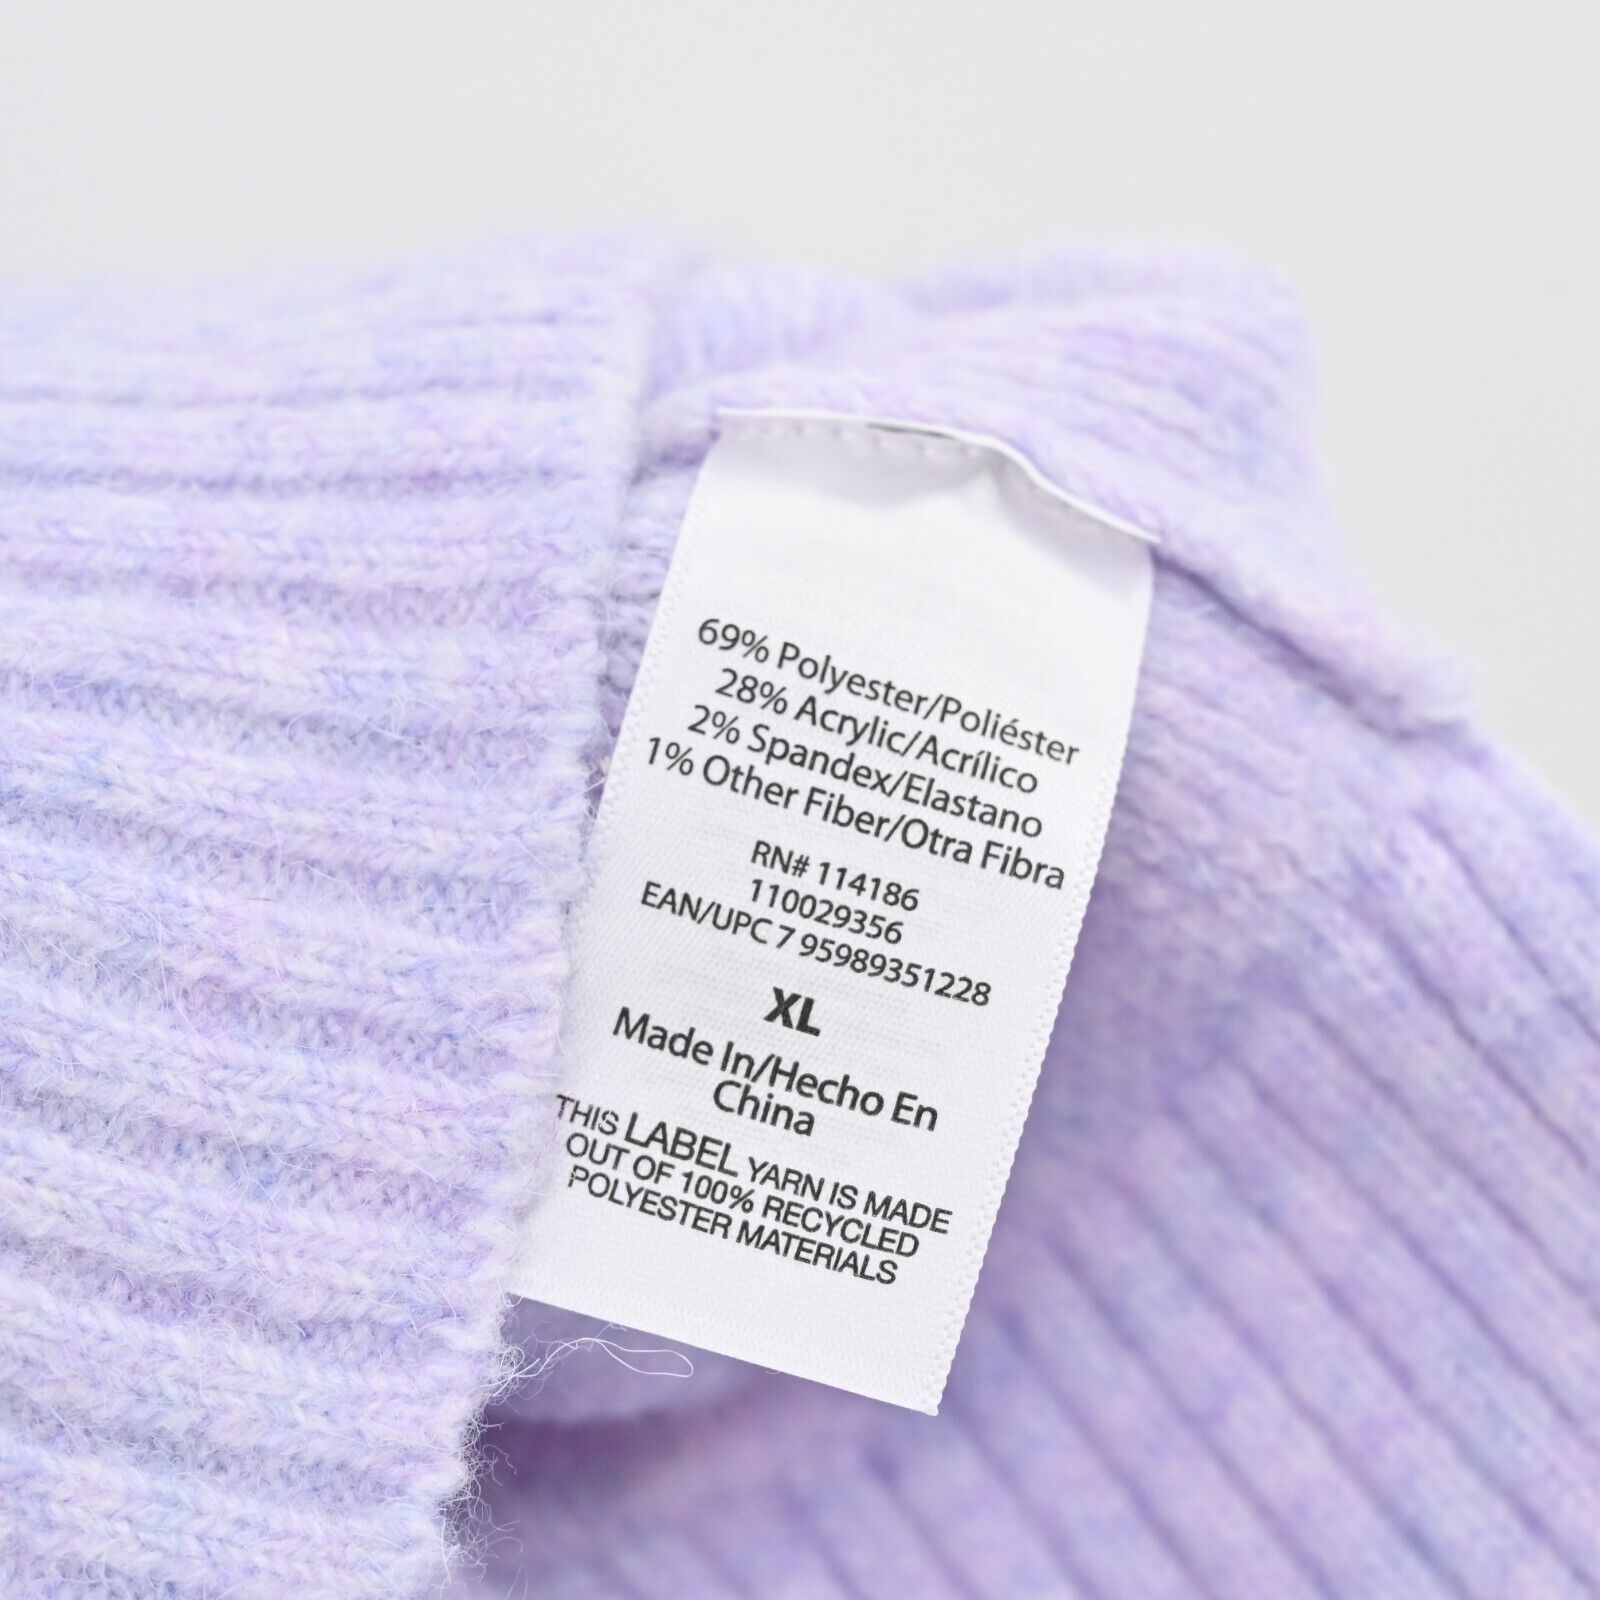 69% Polyester/Poliéster
28% Acrylic/Acrílico
2% Spandex/Elastano
1% Other Fiber/Otra Fibra
RN# 114186
110029356
EAN/UPC 7 95989351228
XL
Made In/Hecho En
China
THIS LABEL YARN IS MADE
OUT OF 100% RECYCLED
POLYESTER MATERIALS